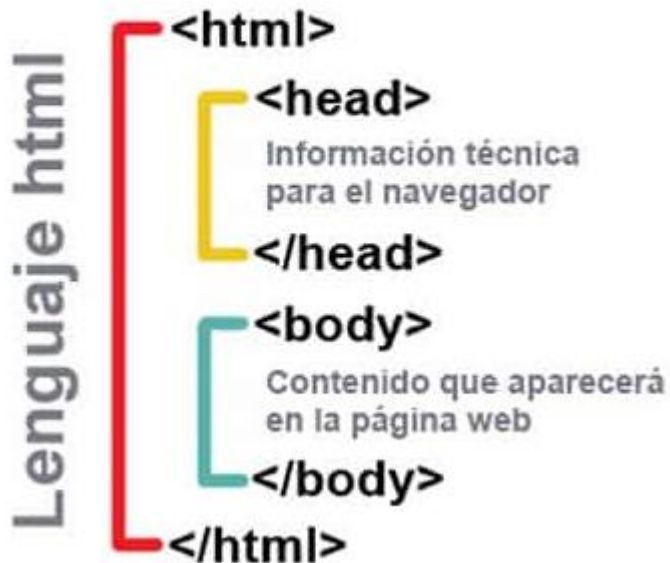 Lenguaje html
<html>
<head>
Información técnica
para el navegador
</head>
<body>
Contenido que aparecerá
en la página web
</body>
</html>